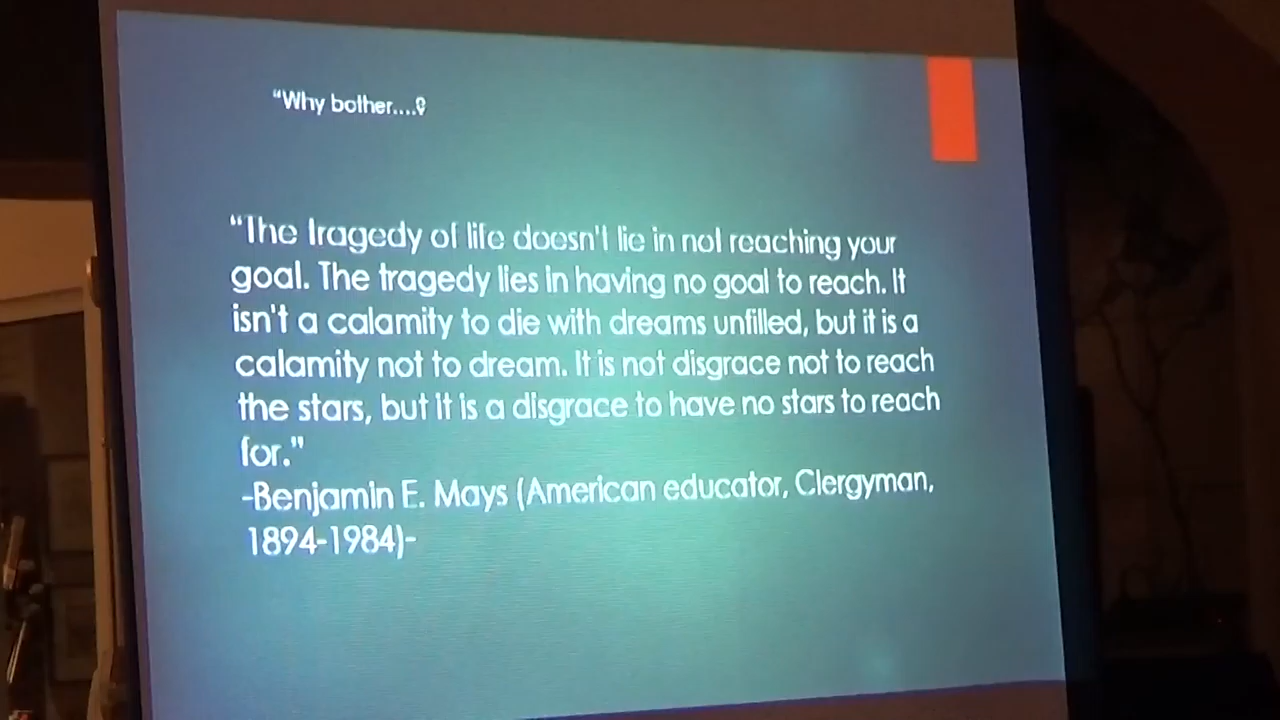 “Why bother....?
“The tragedy of life doesn't lie in not reaching your
goal. The tragedy lies in having no goal to reach. It
isn't a calamity to die with dreams unfilled, but it is a
calamity not to dream. It is not disgrace not to reach
the stars, but it is a disgrace to have no stars to reach
for.”
-Benjamin E. Mays (American educator, Clergyman,
1894-1984)-